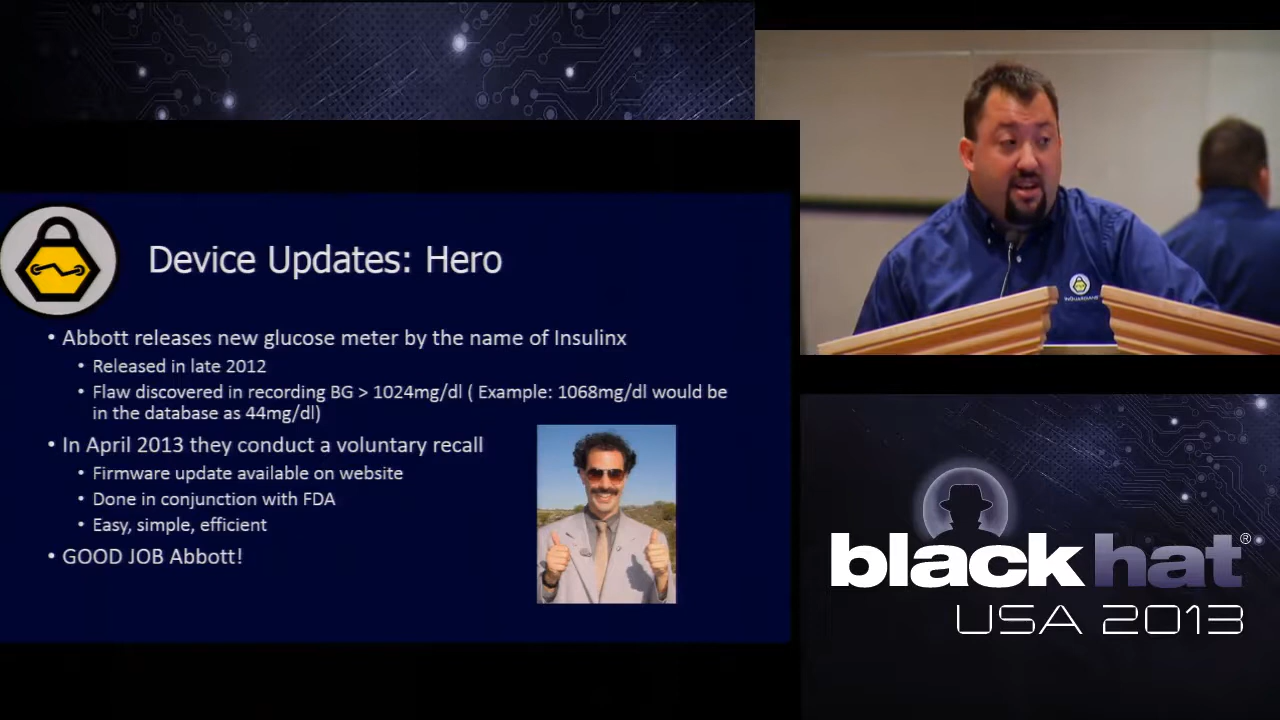 Device Updates: Hero
• Abbott releases new glucose meter by the name of Insulinx
• Released in late 2012
• Flaw discovered in recording BG > 1024mg/dl ( Example: 1068mg/dl would be
in the database as 44mg/dl)
• In April 2013 they conduct a voluntary recall
• Firmware update available on website
• Done in conjunction with FDA
• Easy, simple, efficient
• GOOD JOB Abbott!
INGUARDIANS
black hat®
USA 2013